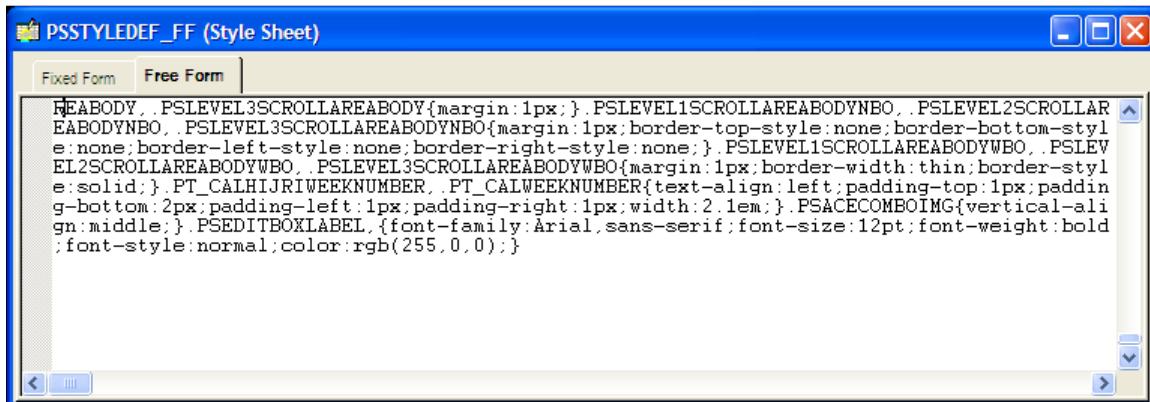 PSSTYLEDEF_FF (Style Sheet)
Fixed Form Free Form
REABODY,.PSLEVEL3SCROLLAREABODY{margin:1px;}.PSLEVEL1SCROLLAREABODYNBO,.PSLEVEL2SCROLLAR
EABODYNBO,.PSLEVEL3SCROLLAREABODYNBO{margin:1px;border-top-style:none;border-bottom-styl
e:none;border-left-style:none;border-right-style:none;}.PSLEVEL1SCROLLAREABODYWBO,.PSLEV
EL2SCROLLAREABODYWBO,.PSLEVEL3SCROLLAREABODYWBO{margin:1px;border-width:thin;border-styl
e:solid;}.PT_CALHIJRIWEEKNUMBER,.PT_CALWEEKNUMBER{text-align:left;padding-top:1px;paddin
g-bottom:2px;padding-left:1px;padding-right:1px;width:2.1em;}.PSACECOMBOIMG{vertical-ali
gn:middle;}.PSEDITBOXLABEL,{font-family:Arial,sans-serif;font-size:12pt;font-weight:bold
;font-style:normal;color:rgb(255,0,0);}